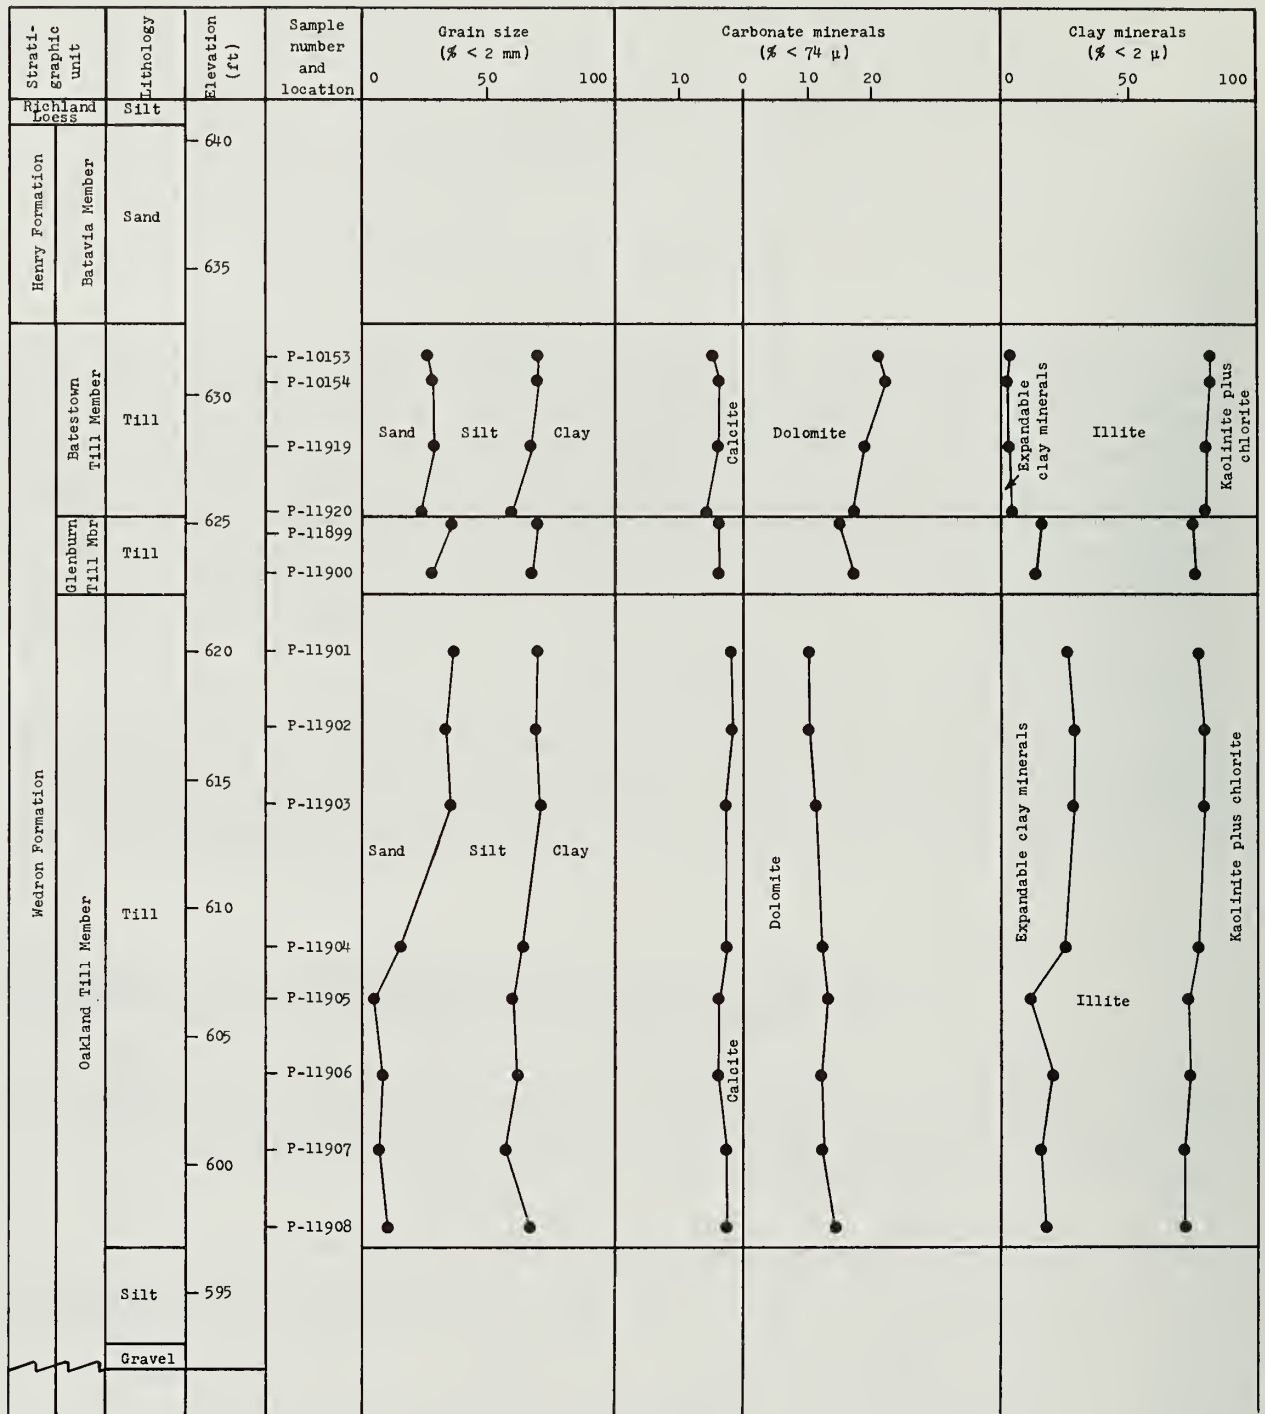 Strati-
graphic
unit
Lithology
Elevation
(ft)
Sample
number
and
location
Grain size
(% < 2 mm)
0 50 100
Carbonate minerals
(% < 74 μ)
10 0 10 20
Clay minerals
(% < 2 μ)
0 50 100
Richland
Loess
Silt
Henry Formation
Batavia Member
Sand
640
635
Wedron Formation
Batestown
Till Member
Till
630
P-10153
P-10154
P-11919
P-11920
Sand Silt Clay
Calcite
Dolomite
Expandable
clay minerals
Illite
Kaolinite plus
chlorite
Glenburn
Till Mbr
Till
625
P-11899
P-11900
Oakland Till Member
Till
620
615
610
605
600
P-11901
P-11902
P-11903
P-11904
P-11905
P-11906
P-11907
P-11908
Sand Silt Clay
Calcite
Dolomite
Expandable clay minerals
Illite
Kaolinite plus chlorite
Silt
595
Gravel